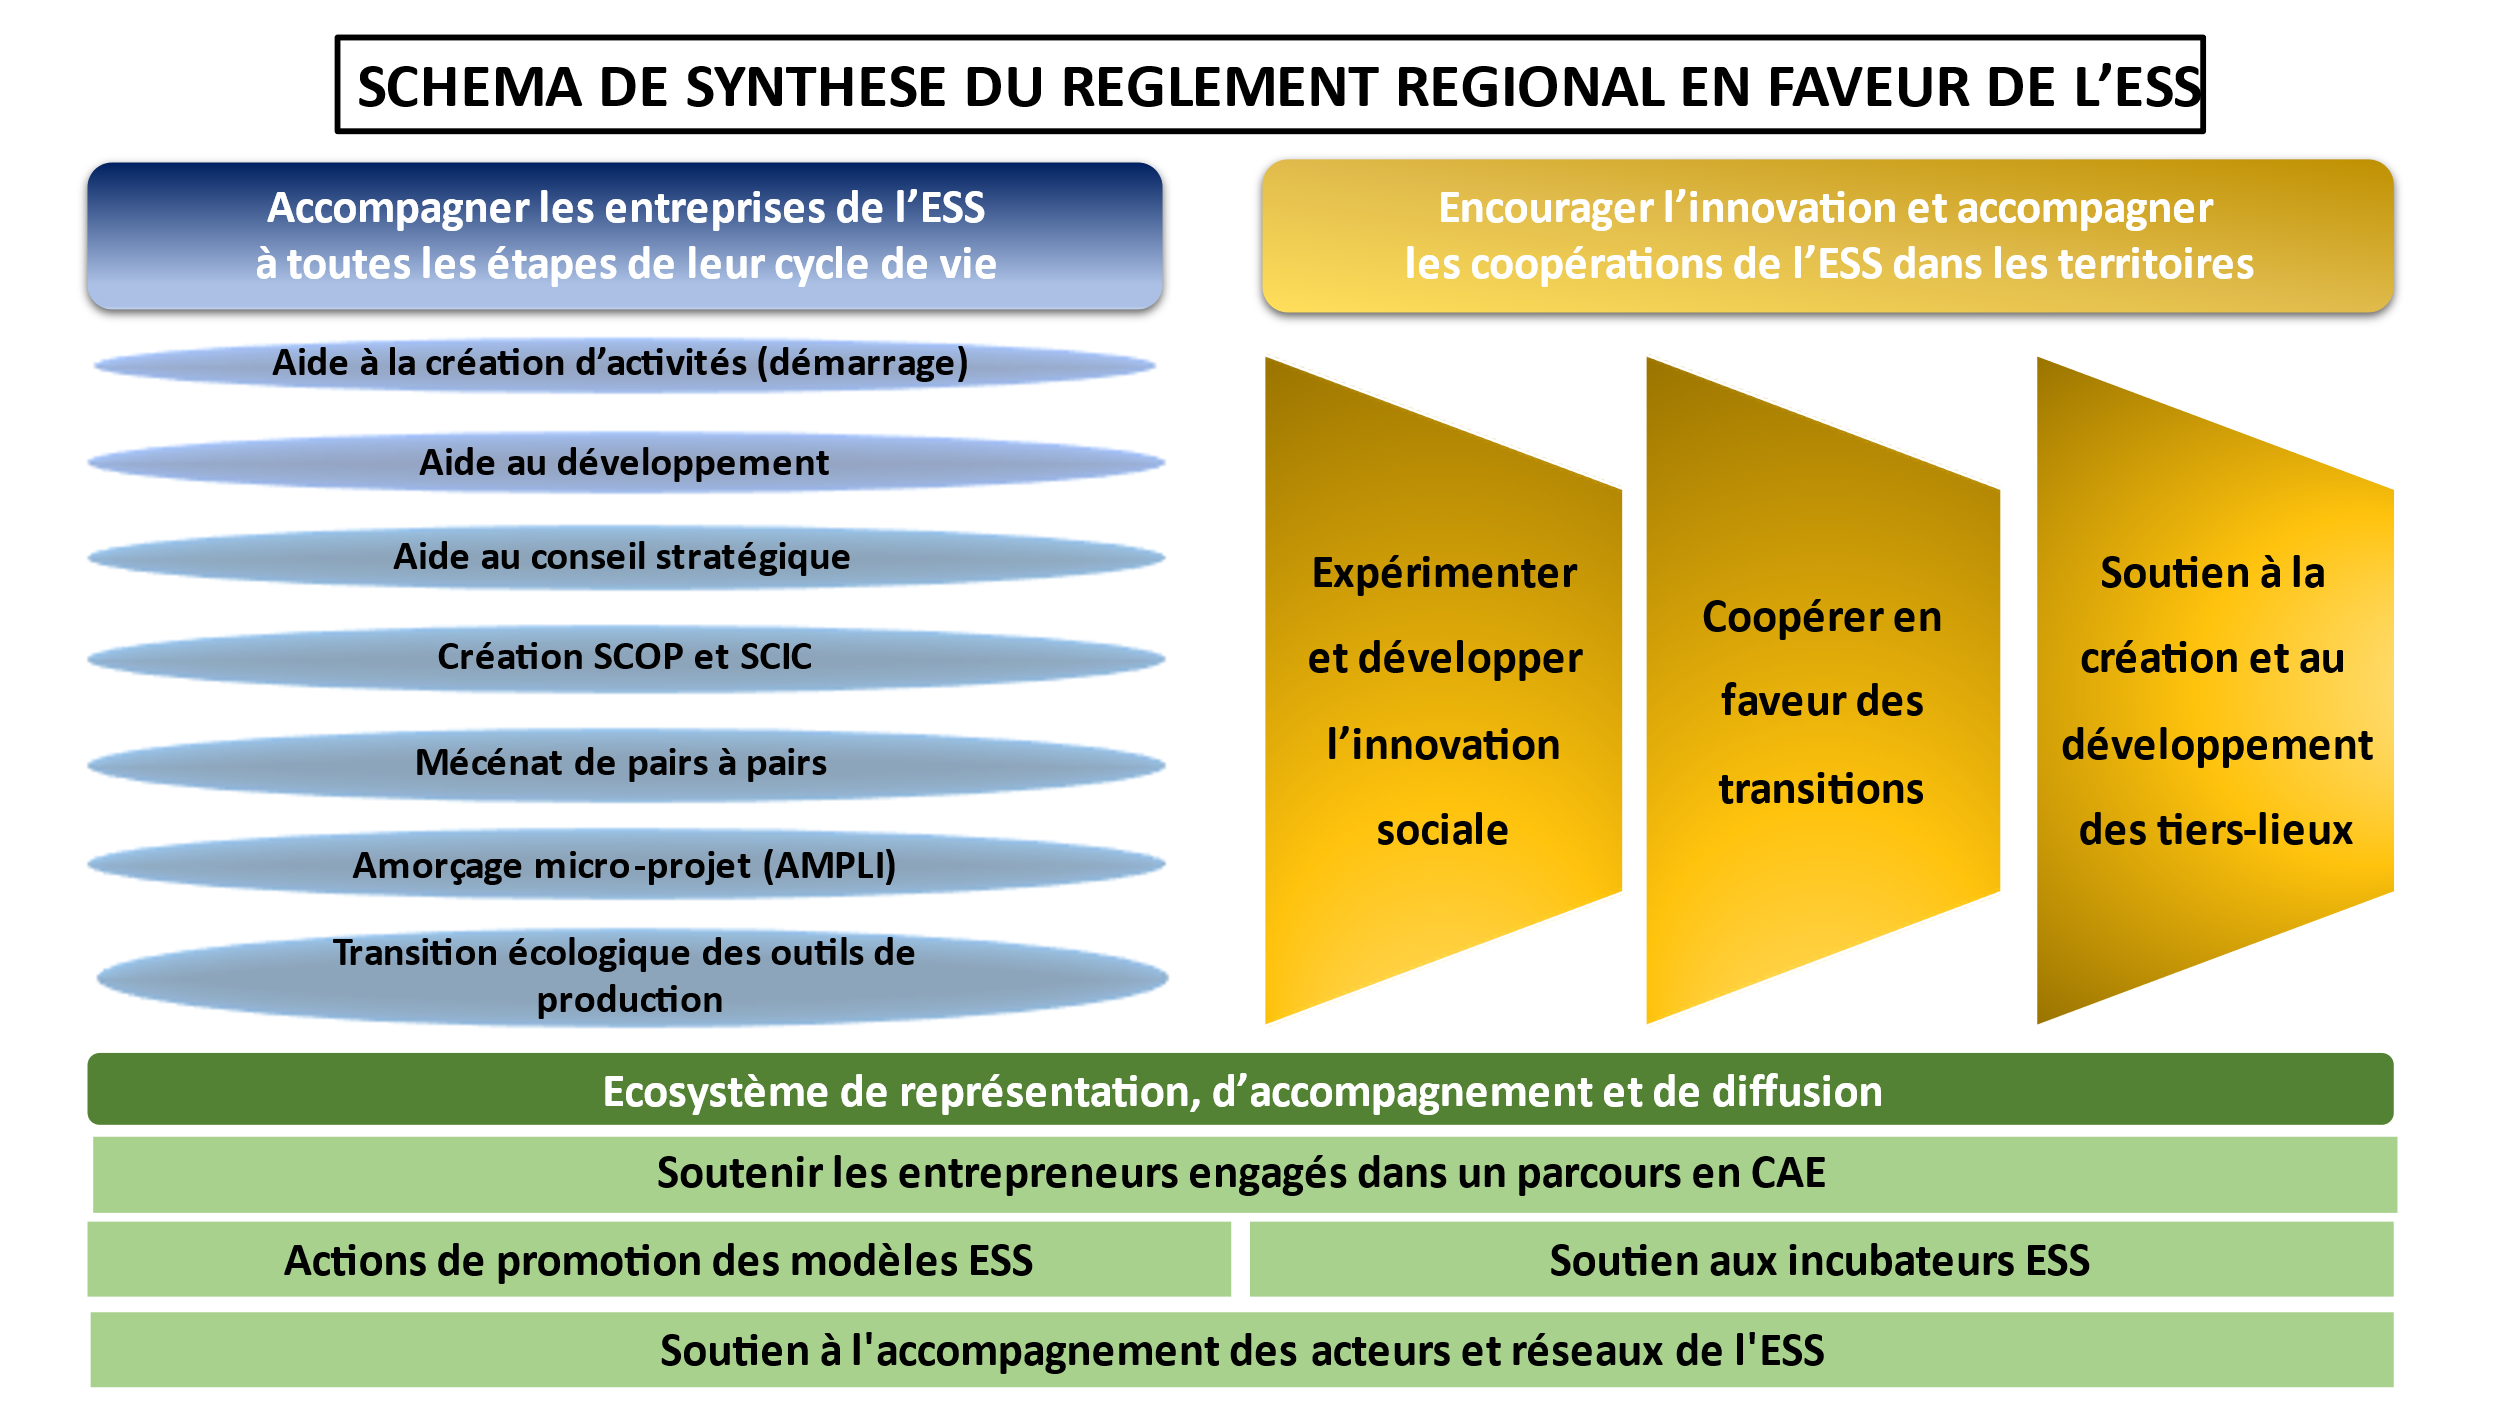 SCHEMA DE SYNTHESE DU REGLEMENT REGIONAL EN FAVEUR DE L’ESS
Accompagner les entreprises de l’ESS
à toutes les étapes de leur cycle de vie
Aide à la création d’activités (démarrage)
Aide au développement
Aide au conseil stratégique
Création SCOP et SCIC
Mécénat de pairs à pairs
Amorçage micro-projet (AMPLI)
Transition écologique des outils de
production
Encourager l’innovation et accompagner
les coopérations de l’ESS dans les territoires
Expérimenter
et développer
l’innovation
sociale
Coopérer en
faveur des
transitions
Soutien à la
création et au
développement
des tiers-lieux
Ecosystème de représentation, d’accompagnement et de diffusion
Soutenir les entrepreneurs engagés dans un parcours en CAE
Actions de promotion des modèles ESS
Soutien aux incubateurs ESS
Soutien à l'accompagnement des acteurs et réseaux de l'ESS